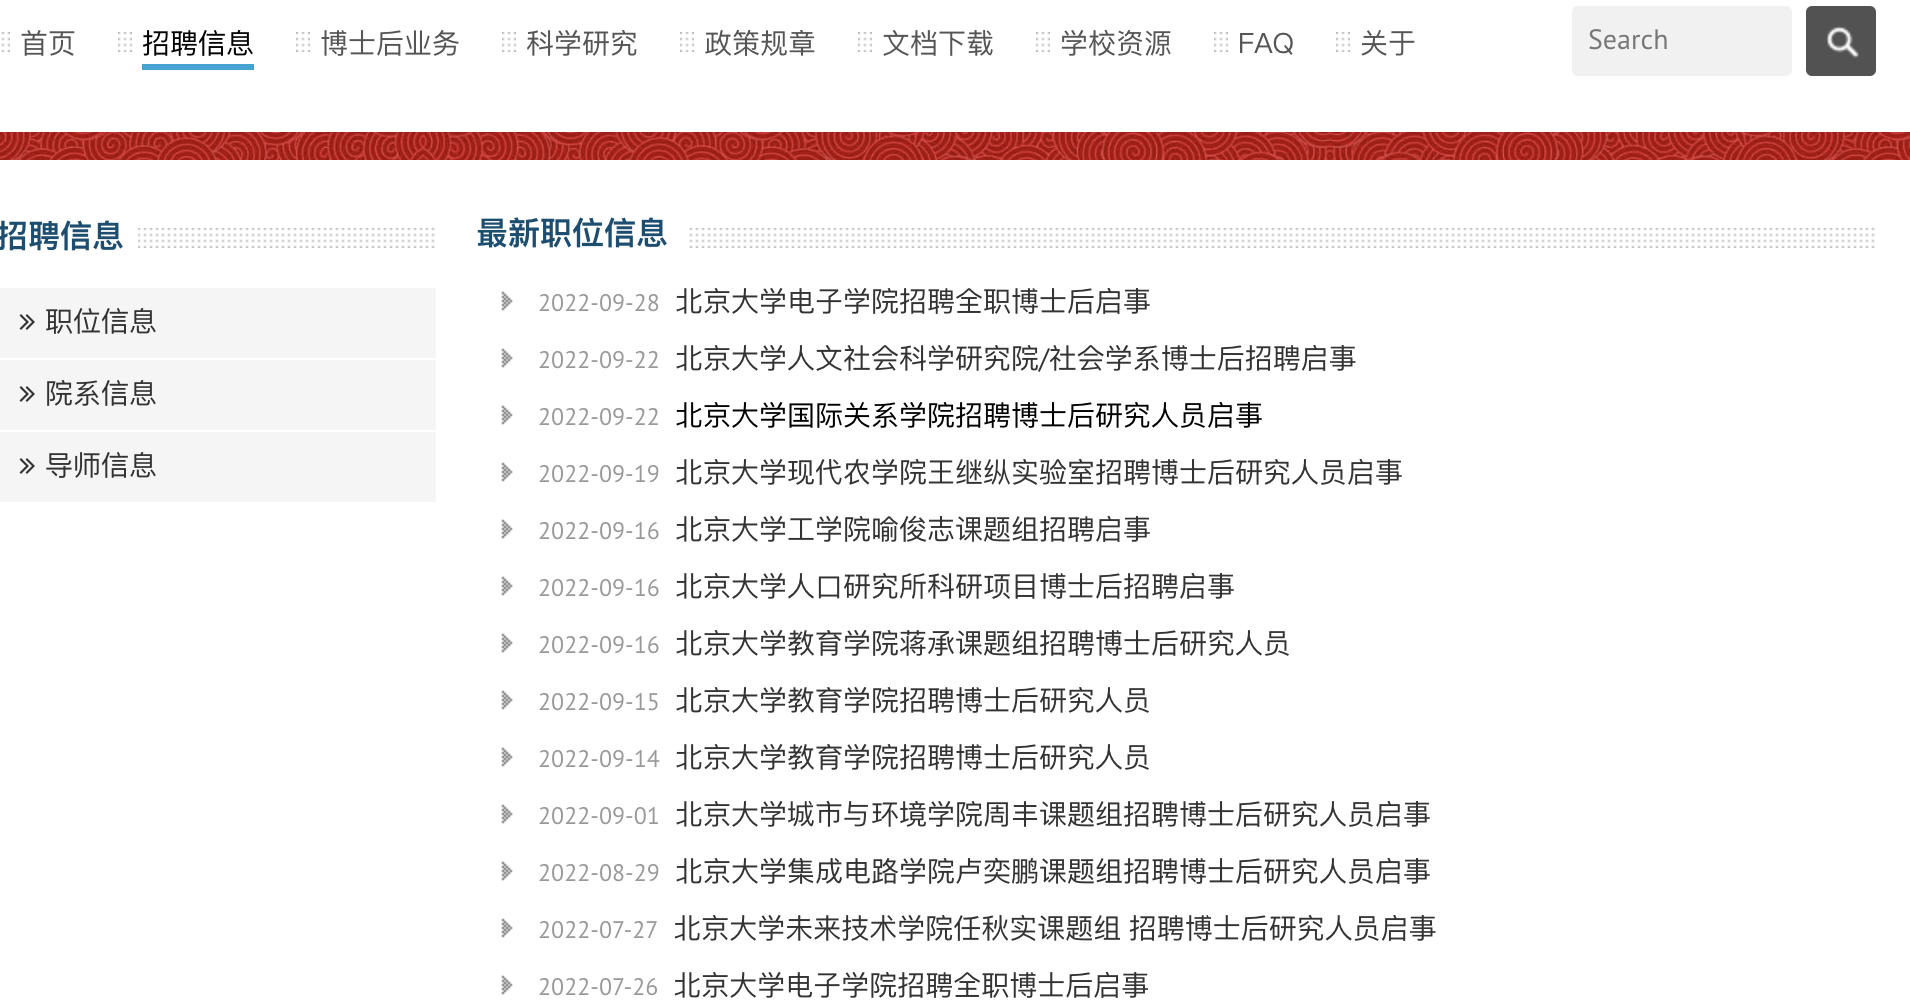 首页 招聘信息 博士后业务 科学研究 政策规章 文档下载 学校资源 FAQ 关于 Search
招聘信息
职位信息
院系信息
导师信息
最新职位信息
2022-09-28 北京大学电子学院招聘全职博士后启事
2022-09-22 北京大学人文社会科学研究院/社会学系博士后招聘启事
2022-09-22 北京大学国际关系学院招聘博士后研究人员启事
2022-09-19 北京大学现代农学院王继纵实验室招聘博士后研究人员启事
2022-09-16 北京大学工学院喻俊志课题组招聘启事
2022-09-16 北京大学人口研究所科研项目博士后招聘启事
2022-09-16 北京大学教育学院蒋承课题组招聘博士后研究人员
2022-09-15 北京大学教育学院招聘博士后研究人员
2022-09-14 北京大学教育学院招聘博士后研究人员
2022-09-01 北京大学城市与环境学院周丰课题组招聘博士后研究人员启事
2022-08-29 北京大学集成电路学院卢奕鹏课题组招聘博士后研究人员启事
2022-07-27 北京大学未来技术学院任秋实课题组 招聘博士后研究人员启事
2022-07-26 北京大学电子学院招聘全职博士后启事